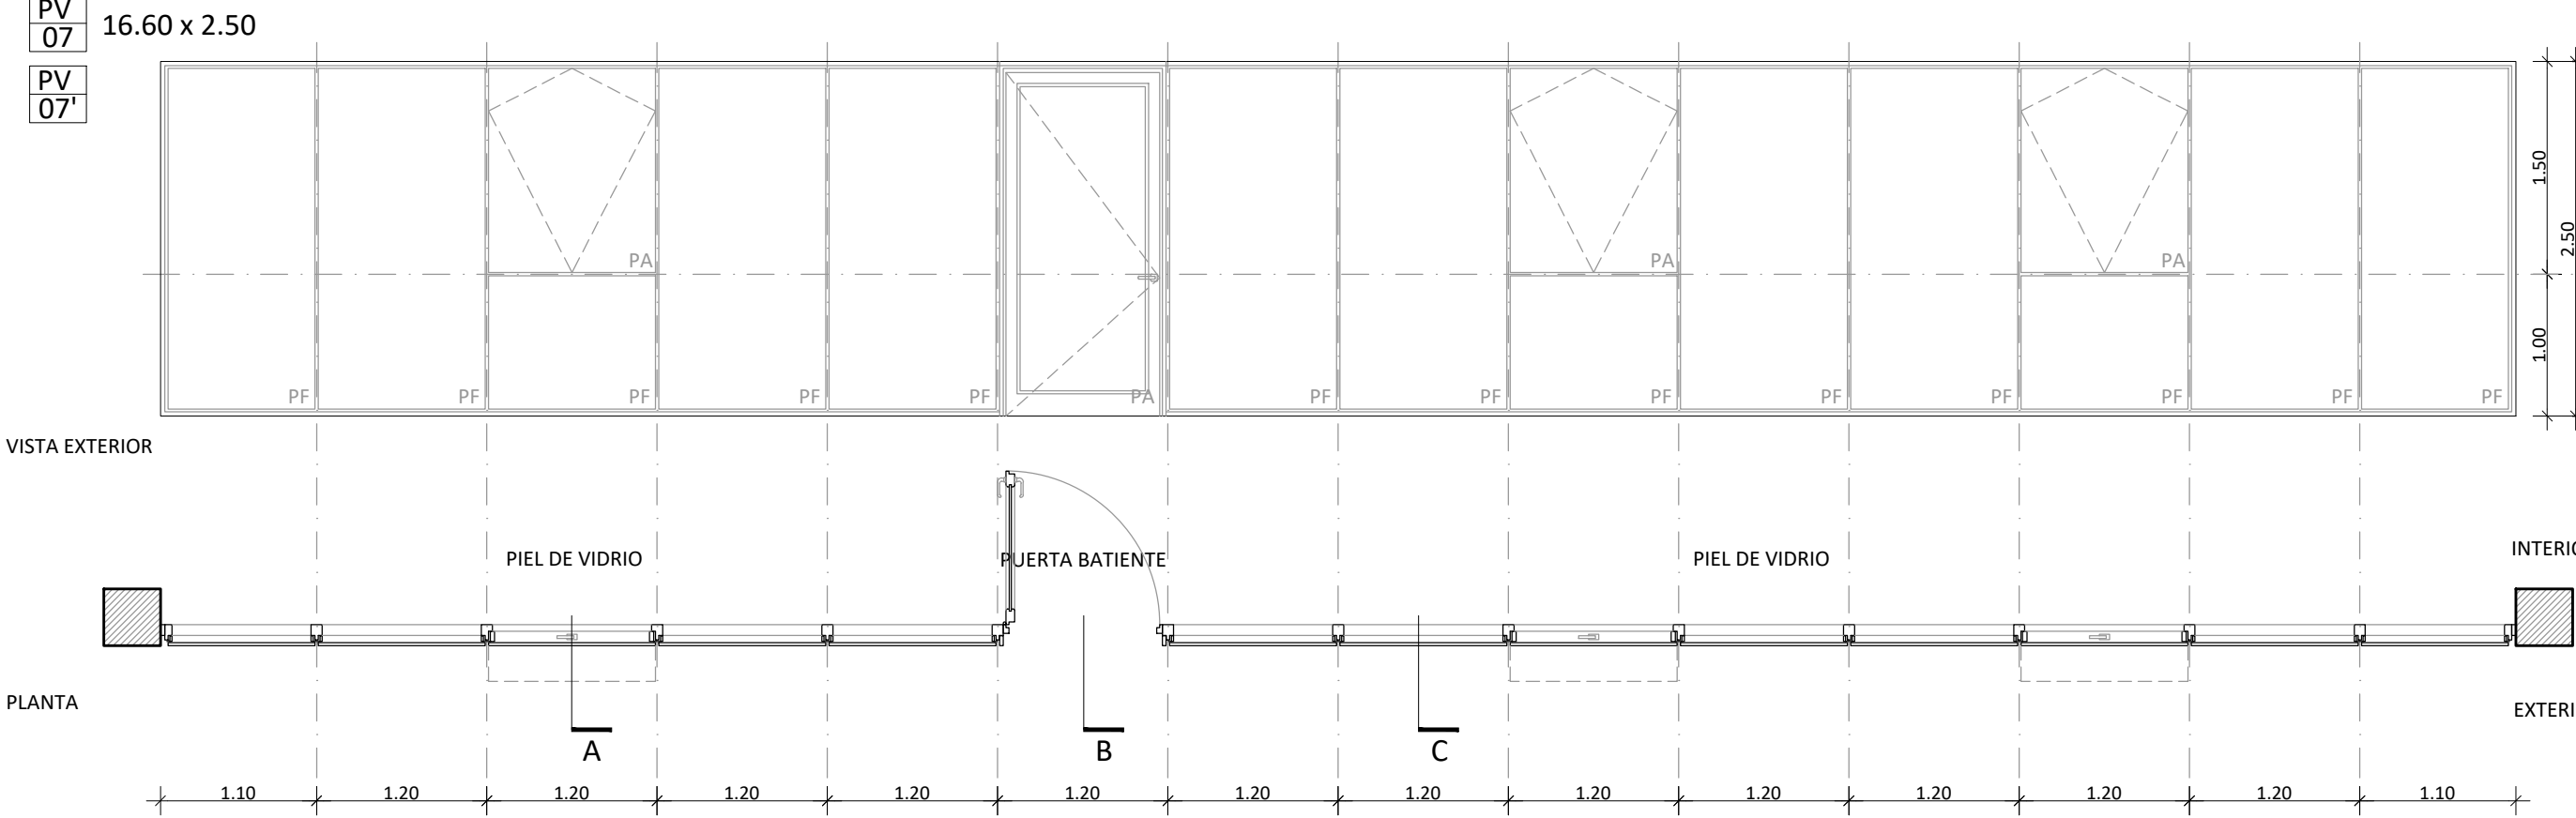 PV
07
16.60 x 2.50
PV
07'
PA
PA
PA
PF
PF
PF
PF
PF
PA
PF
PF
PF
PF
PF
PF
PF
PF
1.50
2.50
1.00
VISTA EXTERIOR
PIEL DE VIDRIO
PUERTA BATIENTE
PIEL DE VIDRIO
INTERIO
PLANTA
EXTERI
A
B
C
1.10
1.20
1.20
1.20
1.20
1.20
1.20
1.20
1.20
1.20
1.20
1.20
1.20
1.10